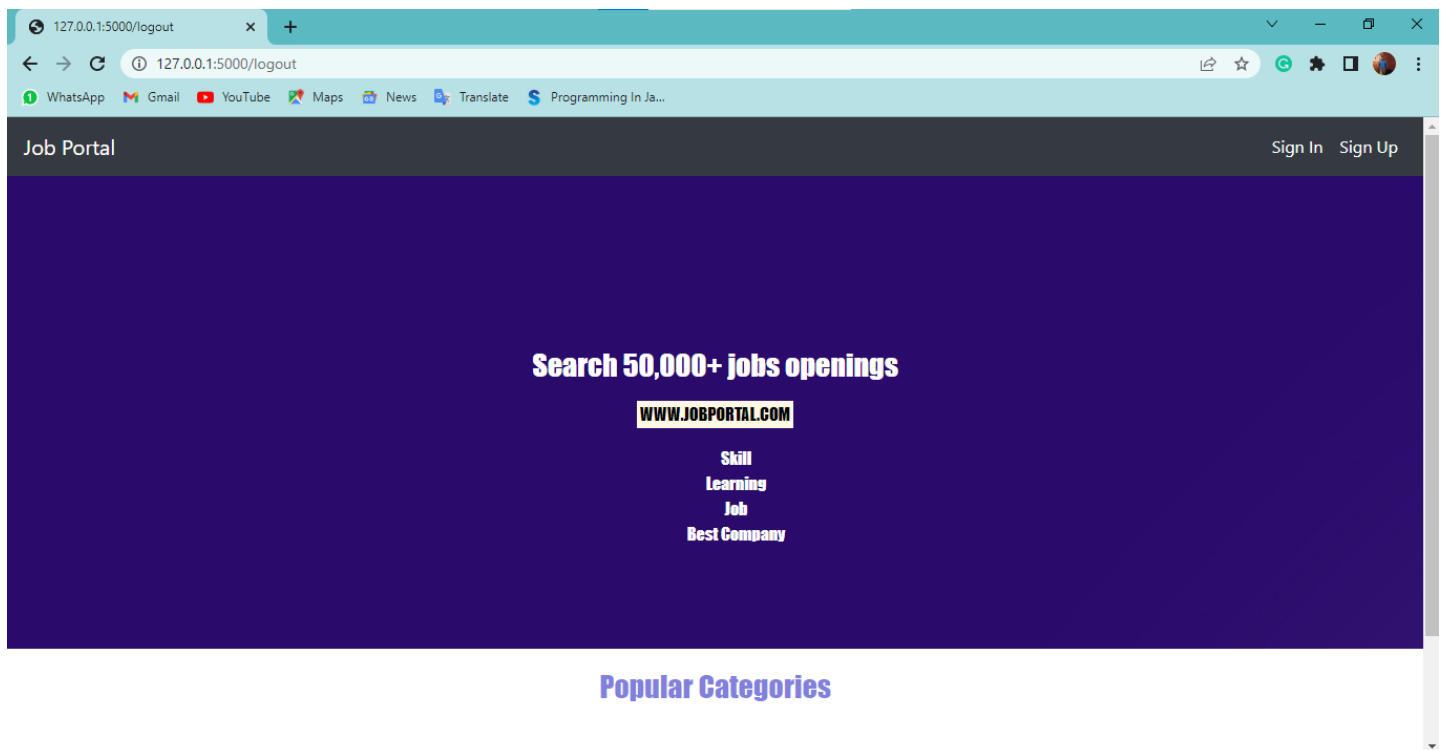 127.0.0.1:5000/logout
127.0.0.1:5000/logout
WhatsApp Gmail YouTube Maps News Translate Programming In Ja...
Job Portal Sign In Sign Up
Search 50,000+ jobs openings
WWW.JOBPORTAL.COM
Skill
Learning
Job
Best Company
Popular Categories